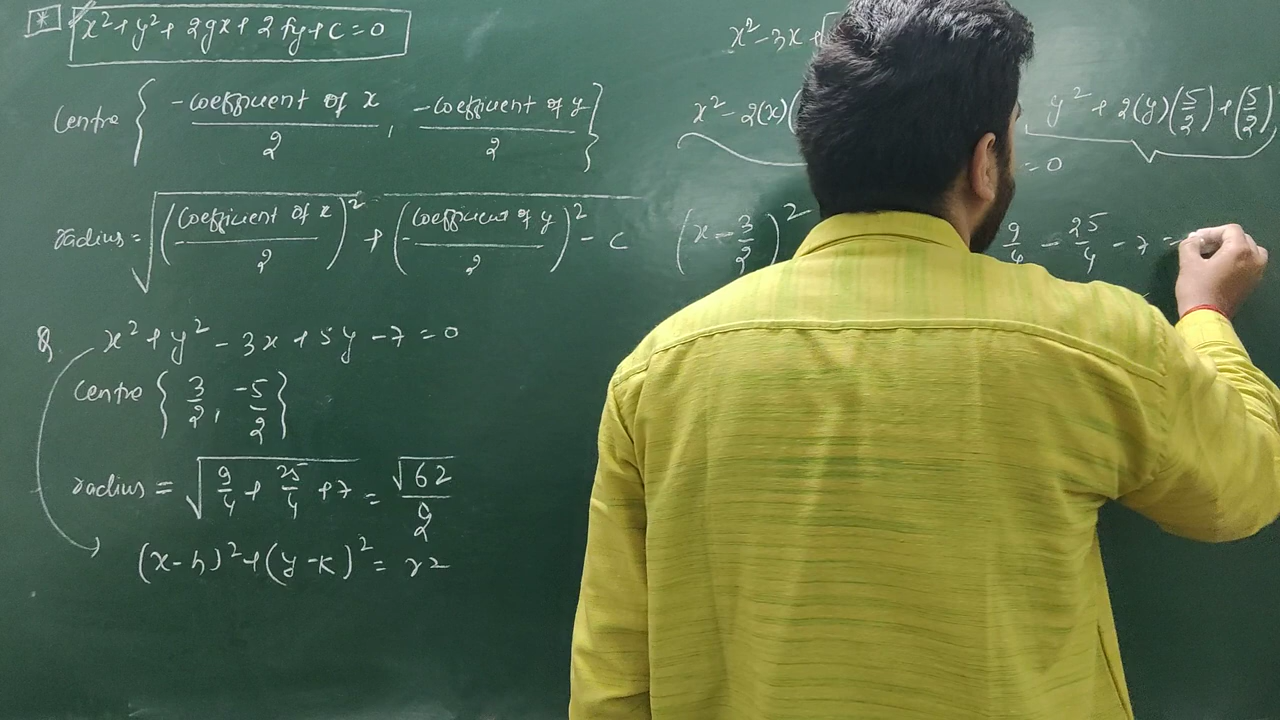 * x² + y² + 2gx + 2fy + c = 0
Centre { -coefficient of x / 2 , -coefficient of y / 2 }
radius = √((coefficient of x / 2)² + (coefficient of y / 2)² - c)
Q. x² + y² - 3x + 5y - 7 = 0
Centre { 3/2 , -5/2 }
radius = √(9/4 + 25/4 + 7) = √62 / 2
(x - h)² + (y - k)² = r2
x² - 3x +
x² - 2(x)( y² + 2(y)(5/2) + (5/2)
= 0
(x - 3/2)² 9/4 - 25/4 - 7 =